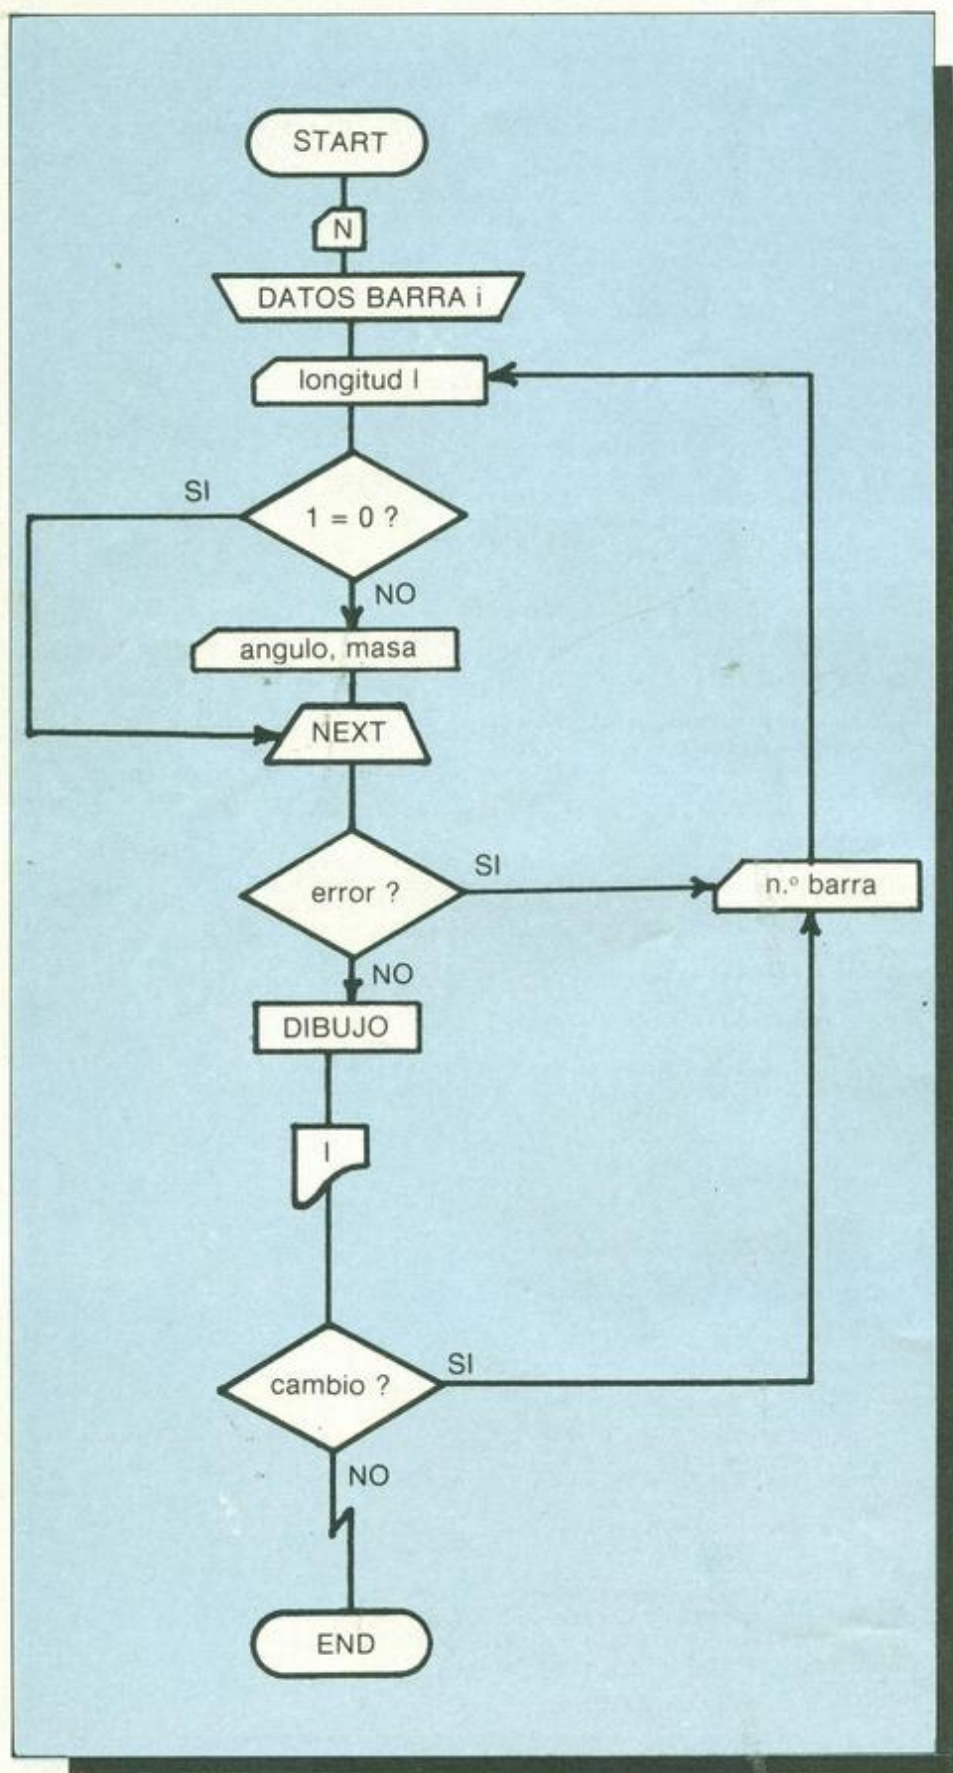 START
N
DATOS BARRA i
longitud l
SI
1 = 0 ?
NO
angulo, masa
NEXT
error ?
SI
n.º barra
NO
DIBUJO
I
cambio ?
SI
NO
END